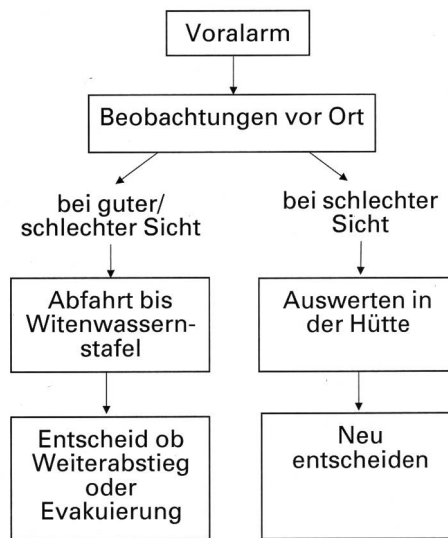 Voralarm
Beobachtungen vor Ort
bei guter/
schlechter Sicht
bei schlechter
Sicht
Abfahrt bis
Witenwassern-
stafel
Auswerten in
der Hütte
Entscheid ob
Weiterabstieg
oder
Evakuierung
Neu
entscheiden